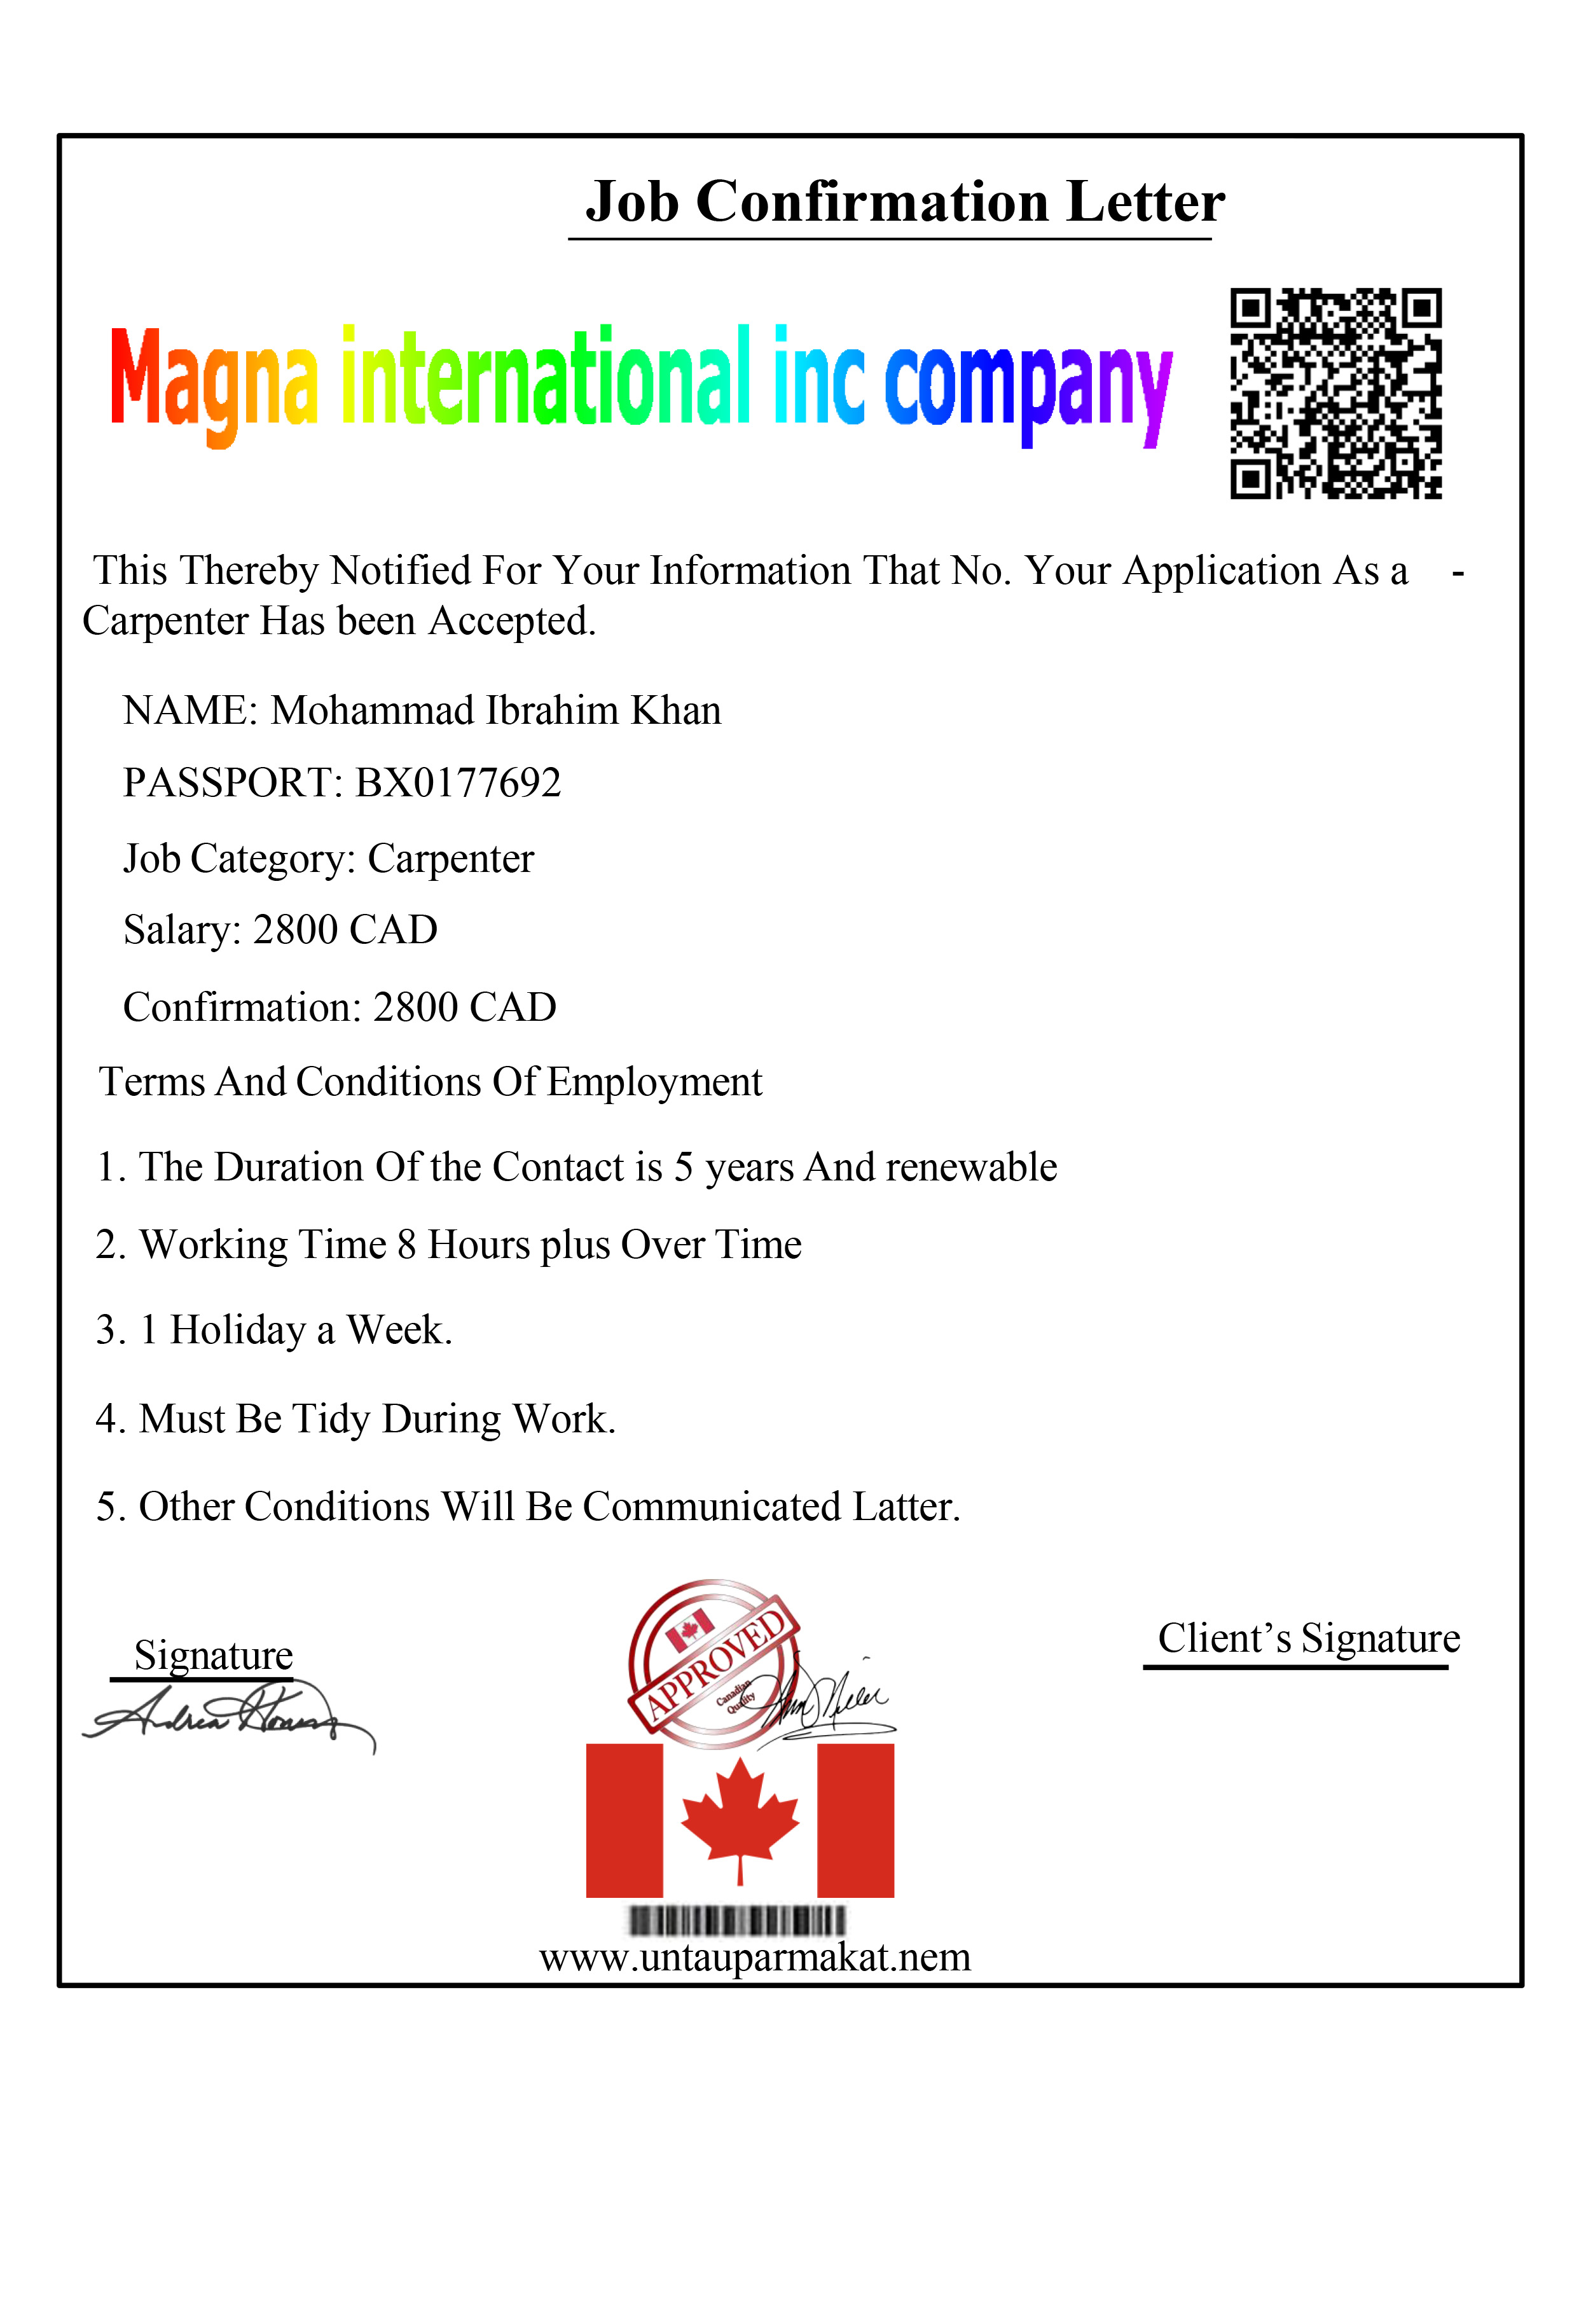 Job Confirmation Letter
Magna international inc company
This Thereby Notified For Your Information That No. Your Application As a -
Carpenter Has been Accepted.
NAME: Mohammad Ibrahim Khan
PASSPORT: BX0177692
Job Category: Carpenter
Salary: 2800 CAD
Confirmation: 2800 CAD
Terms And Conditions Of Employment
1. The Duration Of the Contact is 5 years And renewable
2. Working Time 8 Hours plus Over Time
3. 1 Holiday a Week.
4. Must Be Tidy During Work.
5. Other Conditions Will Be Communicated Latter.
Signature
Client’s Signature
APPROVED
Canadian
Quality
www.untauparmakat.nem